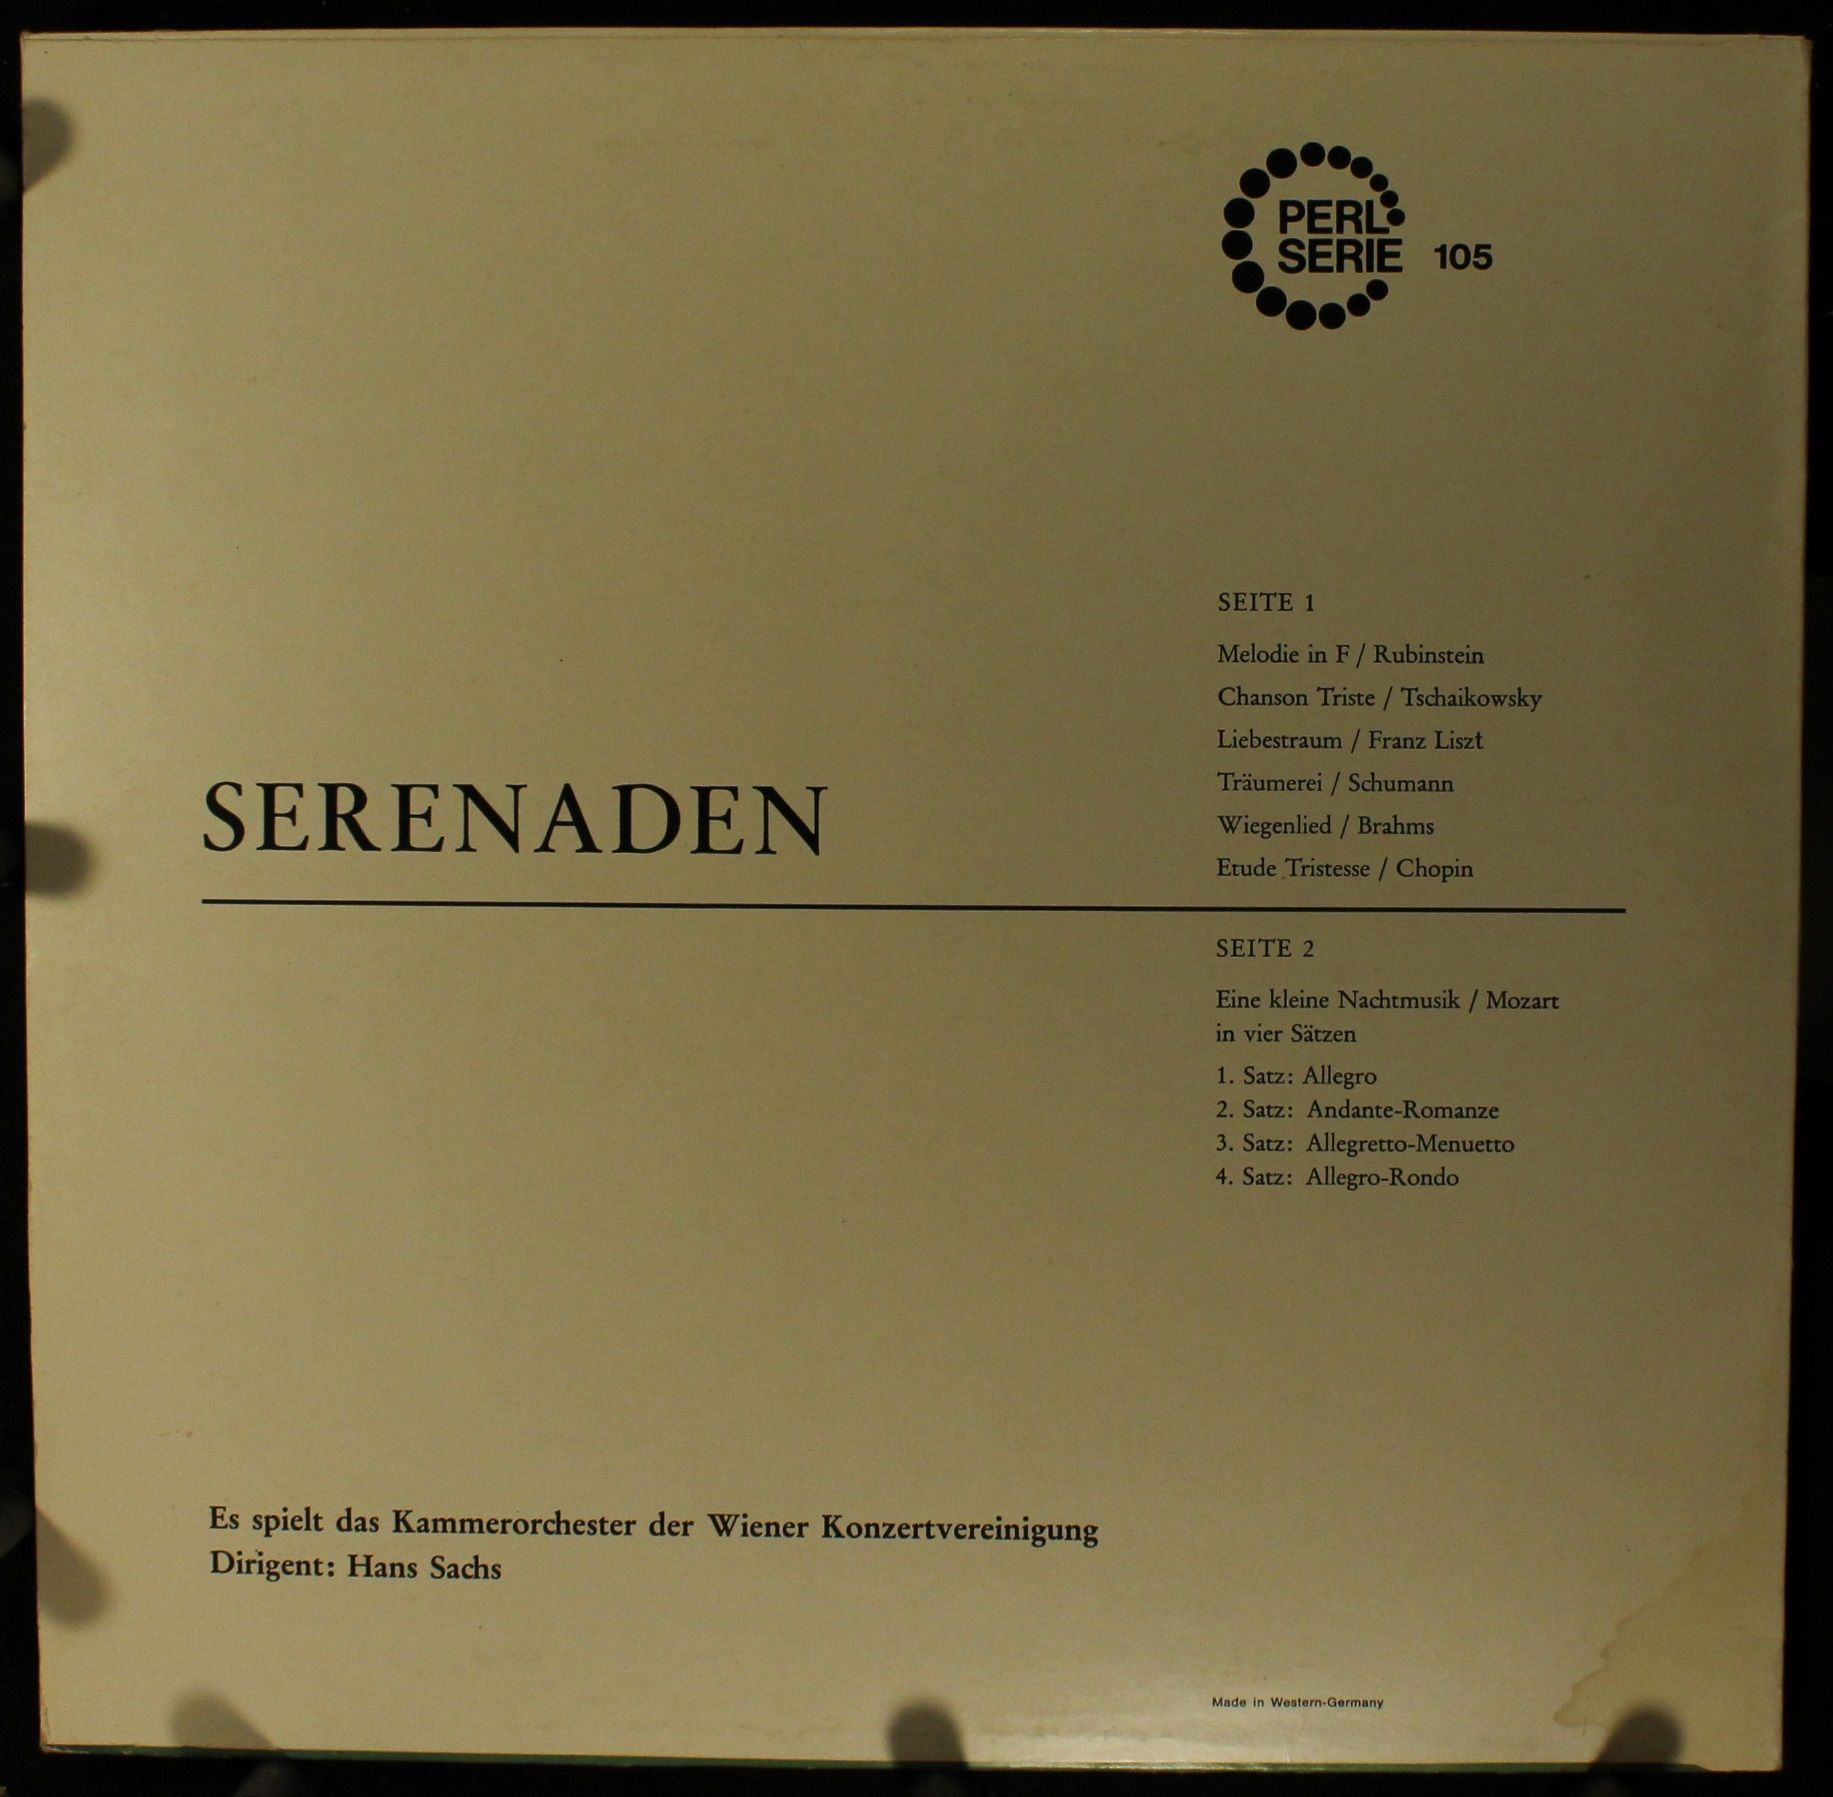 PERL
SERIE 105
SEITE 1
Melodie in F / Rubinstein
Chanson Triste / Tschaikowsky
Liebestraum / Franz Liszt
Träumerei / Schumann
Wiegenlied / Brahms
Etude Tristesse / Chopin
SERENADEN
SEITE 2
Eine kleine Nachtmusik / Mozart
in vier Sätzen
1. Satz: Allegro
2. Satz: Andante-Romanze
3. Satz: Allegretto-Menuetto
4. Satz: Allegro-Rondo
Es spielt das Kammerorchester der Wiener Konzertvereinigung
Dirigent: Hans Sachs
Made in Western-Germany